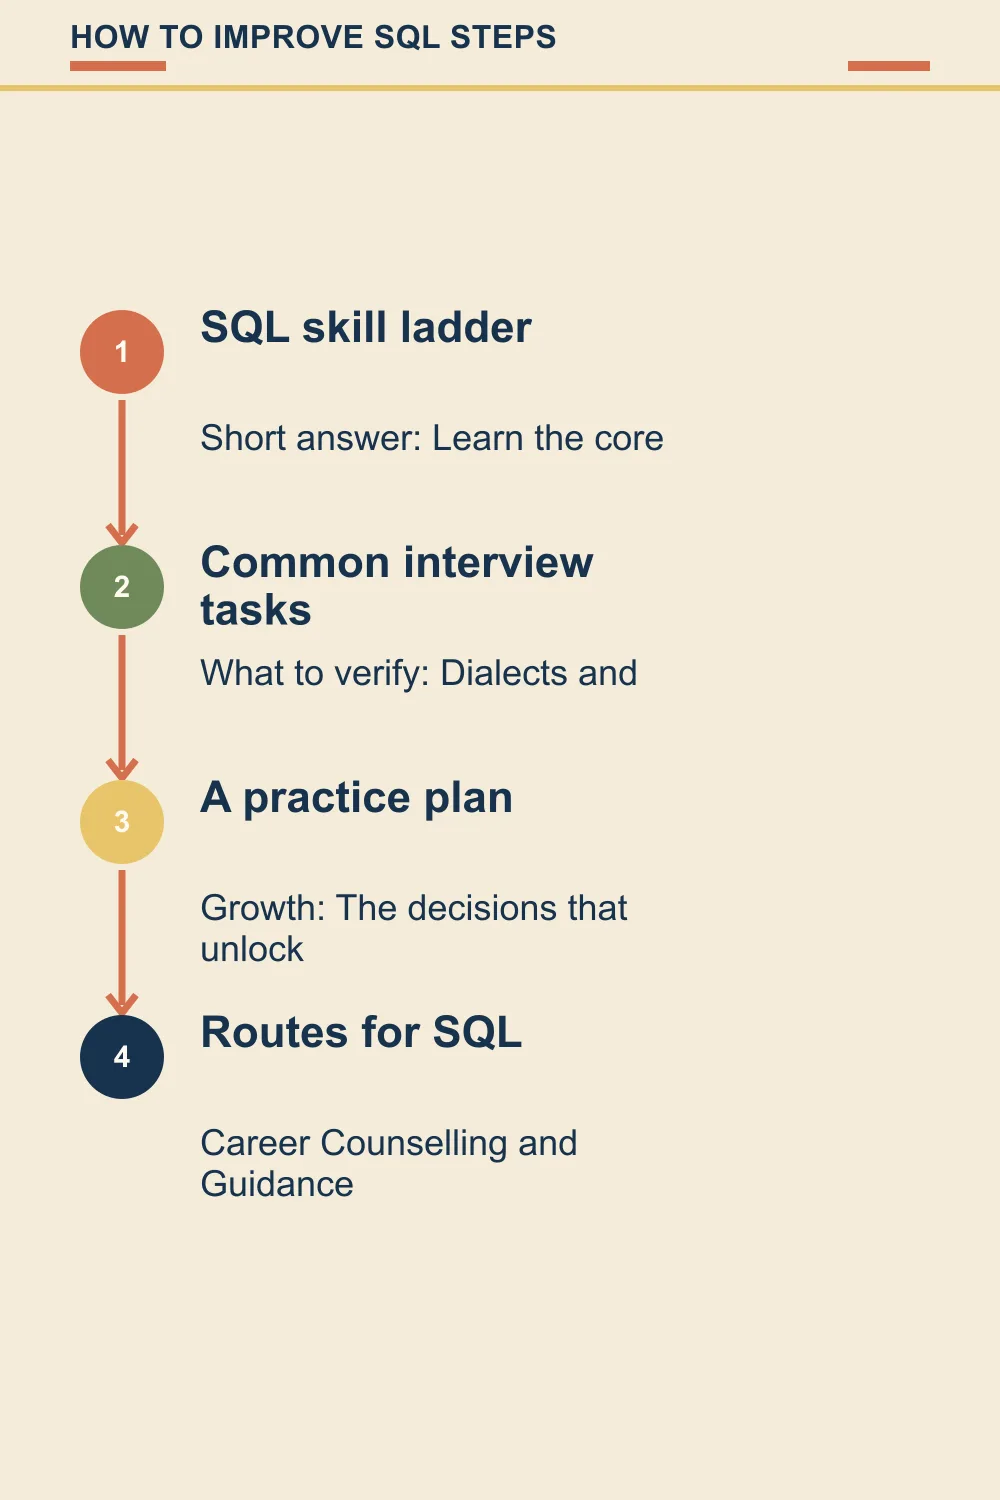 HOW TO IMPROVE SQL STEPS
1
SQL skill ladder
Short answer: Learn the core
2
Common interview
tasks
What to verify: Dialects and
3
A practice plan
Growth: The decisions that
unlock
4
Routes for SQL
Career Counselling and
Guidance